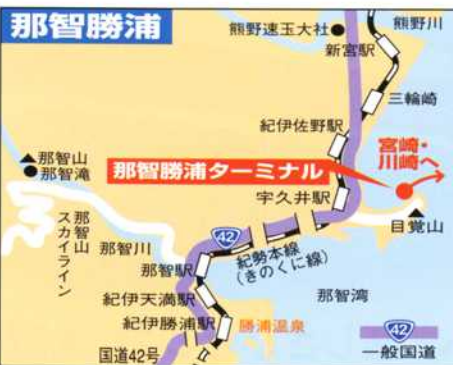 那智勝浦
熊野速玉大社
熊野川
新宮駅
三輪崎
紀伊佐野駅
宮崎・
川崎へ
那智山
那智滝
那智勝浦ターミナル
宇久井駅
目覚山
那智山
スカイライン
那智川
42
紀勢本線
(きのくに線)
那智駅
那智湾
紀伊天満駅
紀伊勝浦駅
勝浦温泉
42
国道42号
一般国道